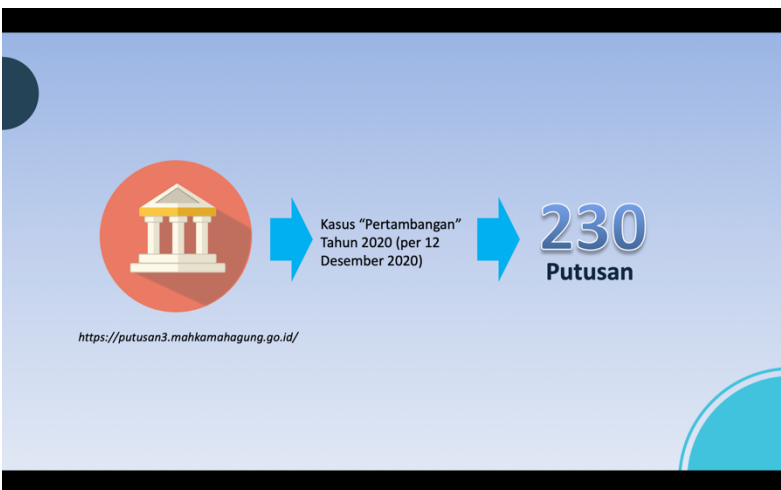 Kasus “Pertambangan”
Tahun 2020 (per 12
Desember 2020)
230
Putusan
https://putusan3.mahkamahagung.go.id/